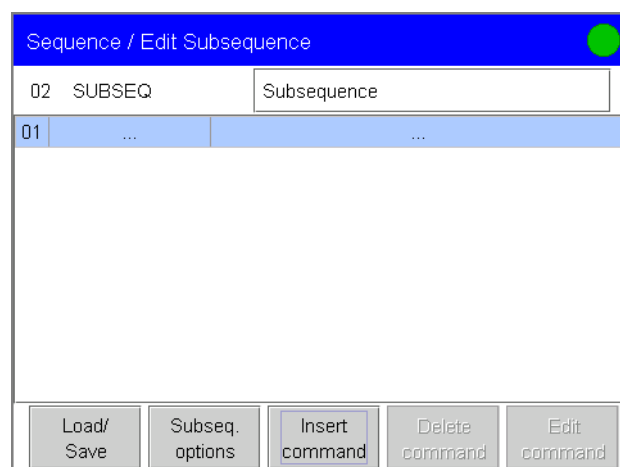 Sequence / Edit Subsequence
02 SUBSEQ Subsequence
01 ... ...
Load/ Subseq. Insert Delete Edit
Save options command command command